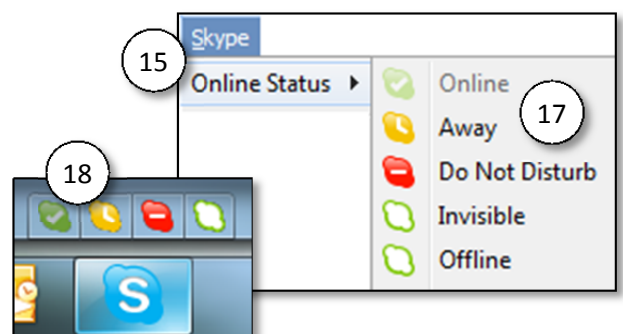 Skype
15
Online Status
Online
17
Away
Do Not Disturb
Invisible
Offline
18
S